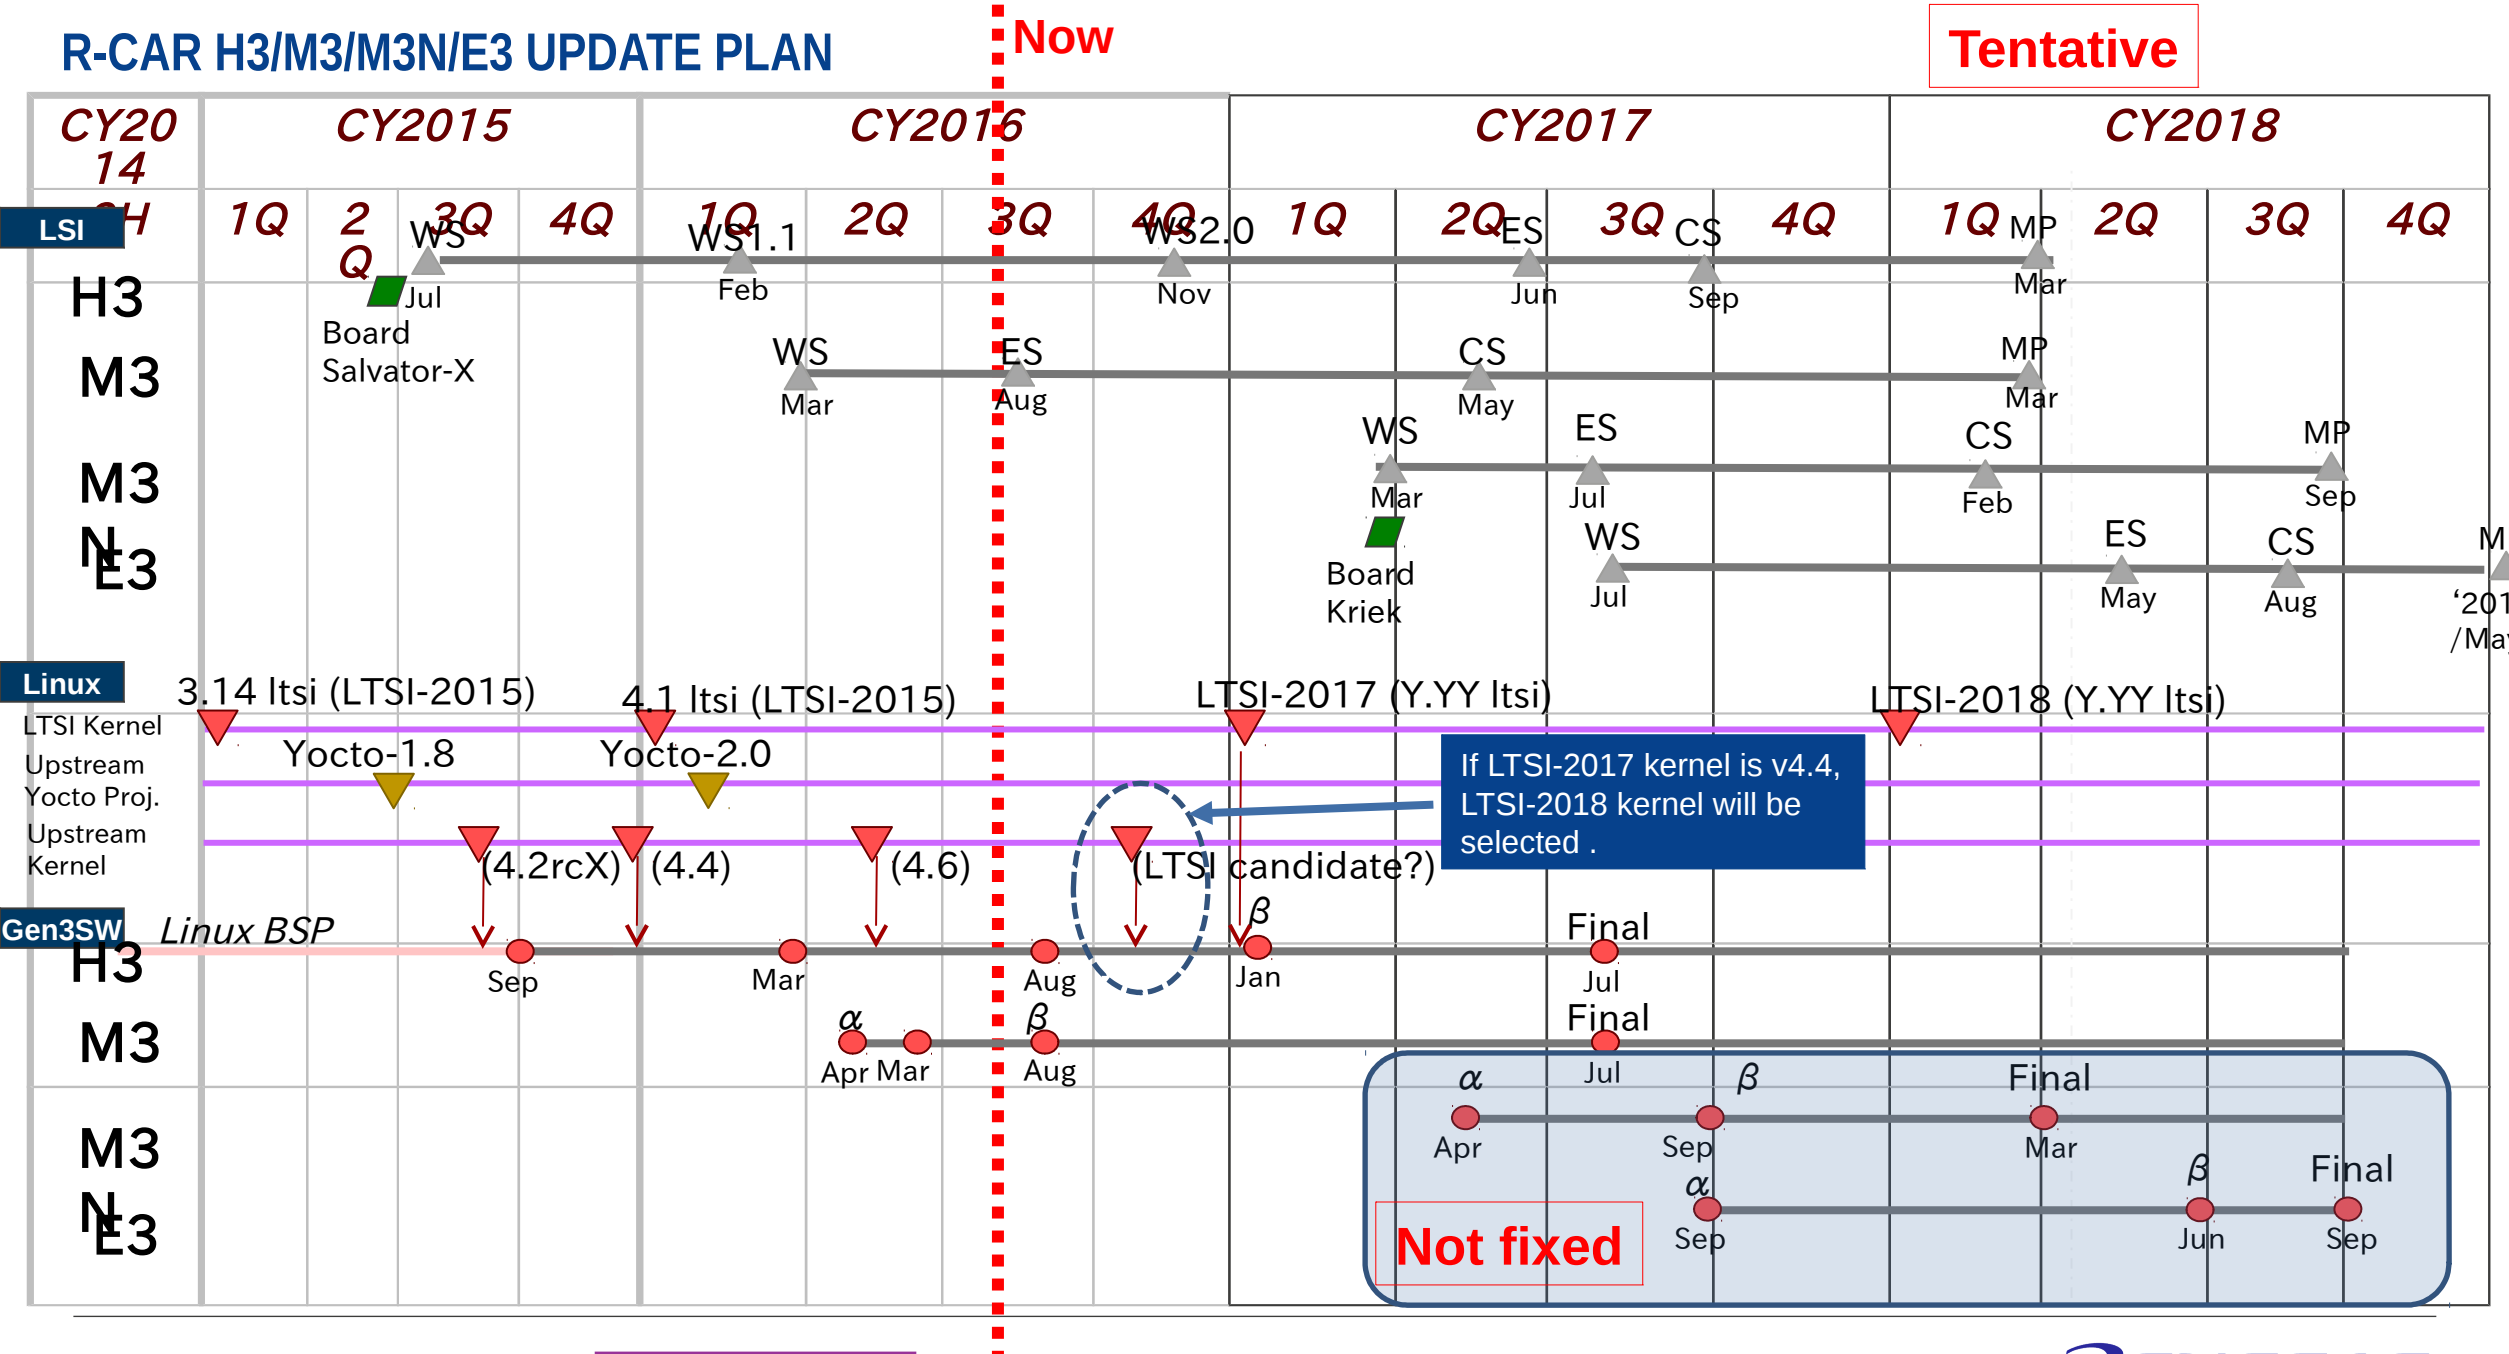 R-CAR H3/M3/M3N/E3 UPDATE PLAN
Now
Tentative
CY20
14
CY2015
CY2016
CY2017
CY2018
LSI
1Q
2
Q
3Q
4Q
1Q
2Q
3Q
4Q
1Q
2Q
3Q
4Q
1Q
2Q
3Q
4Q
H3
WS
WS1.1
WS2.0
ES
CS
MP
Jul
Feb
Nov
Jun
Sep
Mar
Board
Salvator-X
M3
WS
ES
CS
MP
Mar
Aug
May
Mar
M3
N
WS
ES
CS
MP
Mar
Jul
Feb
Sep
Board
Kriek
E3
WS
ES
CS
Jul
May
Aug
Linux
3.14 ltsi (LTSI-2015)
4.1 ltsi (LTSI-2015)
LTSI-2017 (Y.YY ltsi)
LTSI-2018 (Y.YY ltsi)
LTSI Kernel
Yocto-1.8
Yocto-2.0
Upstream
Yocto Proj.
If LTSI-2017 kernel is v4.4,
LTSI-2018 kernel will be
selected .
Upstream
Kernel
(4.2rcX)
(4.4)
(4.6)
(LTSI candidate?)
Gen3SW
Linux BSP
H3
β
Final
Sep
Mar
Aug
Jan
Jul
M3
α
β
Final
Apr
Mar
Aug
Jul
M3
N
α
β
Final
Apr
Sep
Mar
E3
α
β
Final
Sep
Jun
Sep
Not fixed